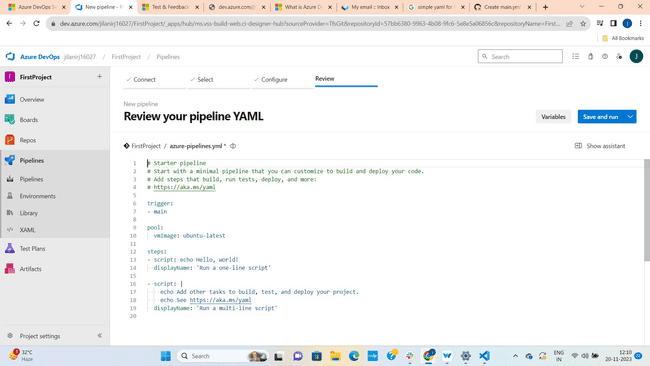 Azure DevOps Se
New pipeline - P
Test & Feedback
dev.azure.com/ji
What is Azure De
My email :: Inbox
simple yaml for
Create main.yml
dev.azure.com/jilanirj16027/FirstProject/_apps/hub/ms.vss-build-web.ci-designer-hub?sourceProvider=TfsGit&repositoryId=57bb6380-9963-4b08-9fc6-5e8e5a06856c&repositoryName=First...
All Bookmarks
Azure DevOps jilanirj16027 / FirstProject / Pipelines
Search
J
F FirstProject +
Overview
Boards
Repos
Pipelines
Pipelines
Environments
Library
XAML
Test Plans
Artifacts
Project settings
Connect
Select
Configure
Review
New pipeline
Review your pipeline YAML
Variables
Save and run
FirstProject / azure-pipelines.yml *
Show assistant
1 # Starter pipeline
2 # Start with a minimal pipeline that you can customize to build and deploy your code.
3 # Add steps that build, run tests, deploy, and more:
4 # https://aka.ms/yaml
5
6 trigger:
7 - main
8
9 pool:
10 vmImage: ubuntu-latest
11
12 steps:
13 - script: echo Hello, world!
14 displayName: 'Run a one-line script'
15
16 - script: |
17 echo Add other tasks to build, test, and deploy your project.
18 echo See https://aka.ms/yaml
19 displayName: 'Run a multi-line script'
20
32°C
Haze
Search
ENG
IN
12:10
20-11-2023